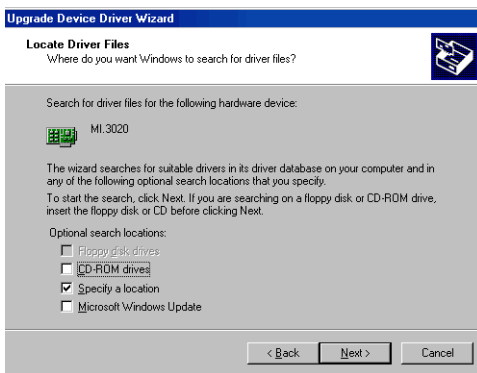 Upgrade Device Driver Wizard
Locate Driver Files
Where do you want Windows to search for driver files?
Search for driver files for the following hardware device:
MI.3020
The wizard searches for suitable drivers in its driver database on your computer and in
any of the following optional search locations that you specify.
To start the search, click Next. If you are searching on a floppy disk or CD-ROM drive,
insert the floppy disk or CD before clicking Next.
Optional search locations:
Floppy disk drives
CD-ROM drives
Specify a location
Microsoft Windows Update
< Back Next > Cancel